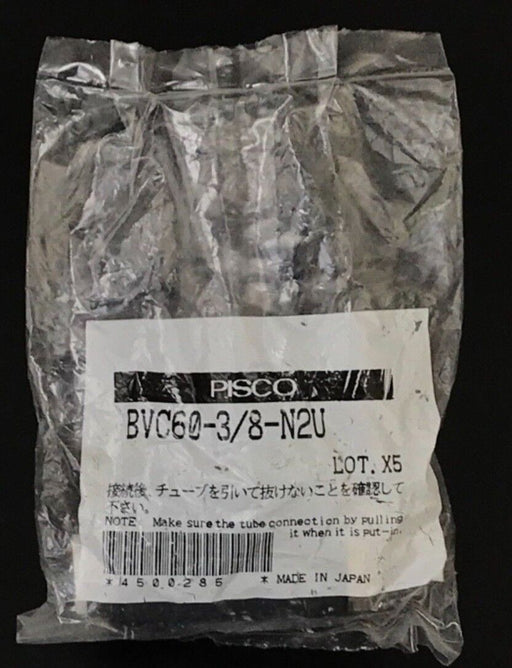 PISCO
BVC60-3/8-N2U
LOT. X5
接続後、チューブを引いて抜けないことを確認して
下さい。
NOTE Make sure the tube connection by pulling
it when it is put-in.
*4500285 * MADE IN JAPAN